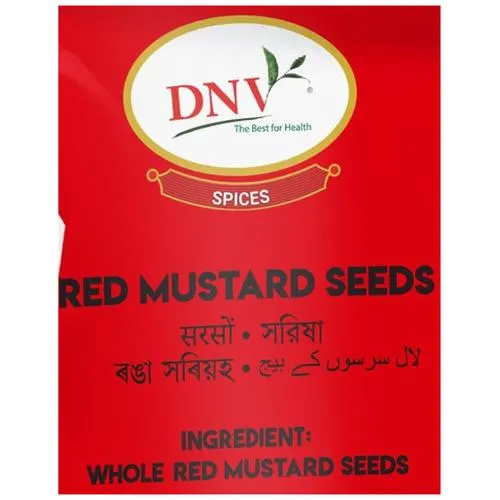 DNV
®
The Best for Health
SPICES
RED MUSTARD SEEDS
सरसों • সরিষা
ৰঙা সৰিয়হ • لال سرسوں کے بیج
INGREDIENT:
WHOLE RED MUSTARD SEEDS